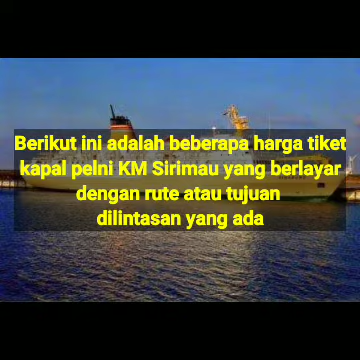 Berikut ini adalah beberapa harga tiket
kapal pelni KM Sirimau yang berlayar
dengan rute atau tujuan
dilintasan yang ada